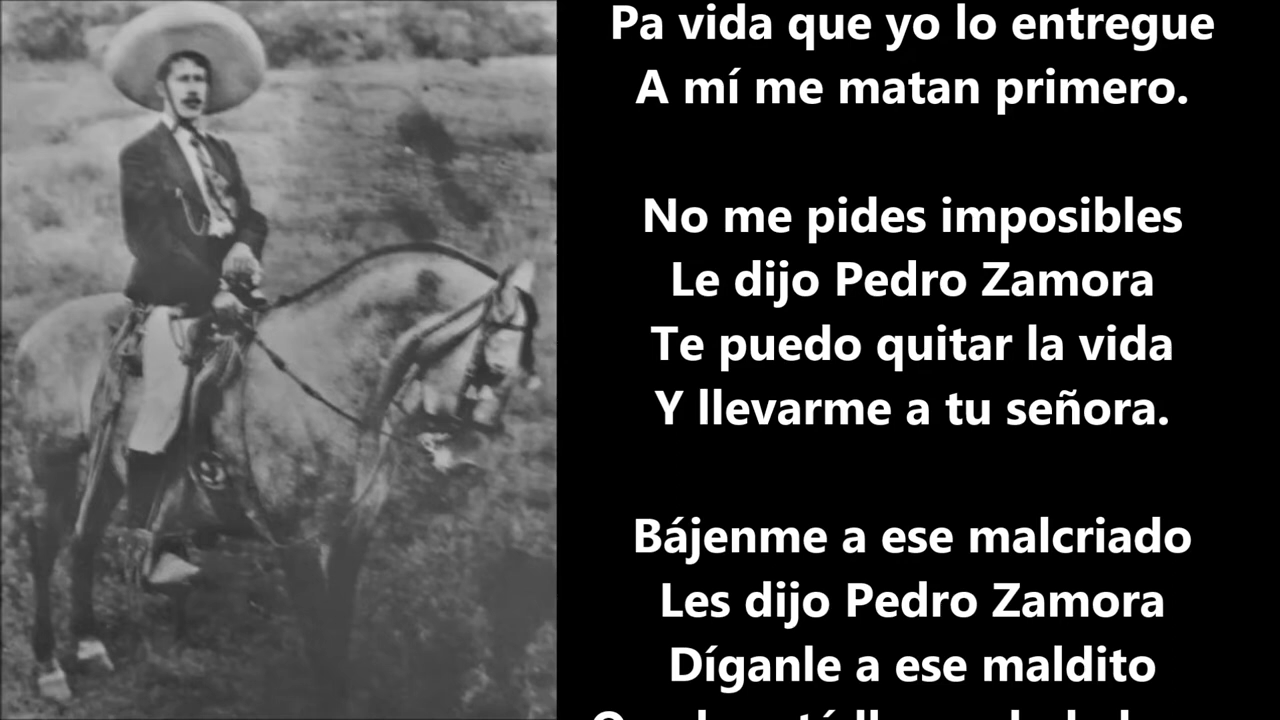 Pa vida que yo lo entregue
A mí me matan primero.
No me pides imposibles
Le dijo Pedro Zamora
Te puedo quitar la vida
Y llevarme a tu señora.
Bájenme a ese malcriado
Les dijo Pedro Zamora
Díganle a ese maldito